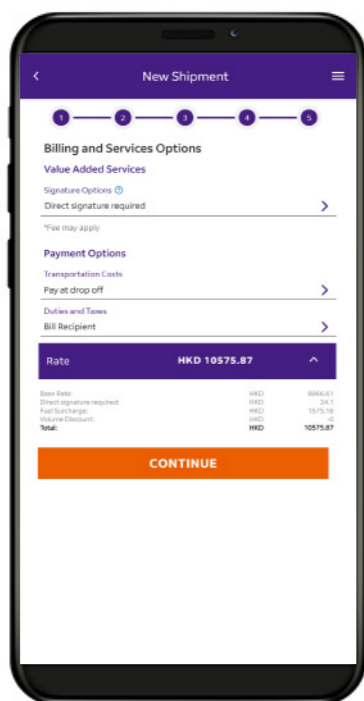 New Shipment
1 2 3 4 5
Billing and Services Options
Value Added Services
Signature Options ?
Direct signature required
*Fee may apply
Payment Options
Transportation Costs
Pay at drop off
Duties and Taxes
Bill Recipient
Rate HKD 10575.87
Base Rate: HKD 8966.61
Direct signature required: HKD 34.1
Fuel Surcharge: HKD 1575.16
Volume Discount: HKD -0
Total: HKD 10575.87
CONTINUE